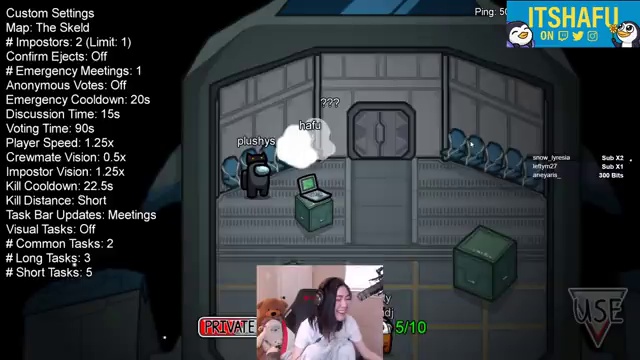 Custom Settings
Map: The Skeld
# Impostors: 2 (Limit: 1)
Confirm Ejects: Off
# Emergency Meetings: 1
Anonymous Votes: Off
Emergency Cooldown: 20s
Discussion Time: 15s
Voting Time: 90s
Player Speed: 1.25x
Crewmate Vision: 0.5x
Impostor Vision: 1.25x
Kill Cooldown: 22.5s
Kill Distance: Short
Task Bar Updates: Meetings
Visual Tasks: Off
# Common Tasks: 2
# Long Tasks: 3
# Short Tasks: 5
Ping: 50
ITSHAFU
ON
???
hafu
plushys
snow_lyresia Sub X2
leflym27 Sub X1
aneyaris_ 300 Bits
PRIVATE
5/10
USE